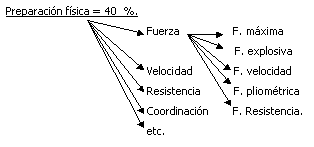 Preparación física = 40 %.
Fuerza
F. máxima
F. explosiva
Velocidad
F. velocidad
Resistencia
F. pliométrica
Coordinación
F. Resistencia.
etc.